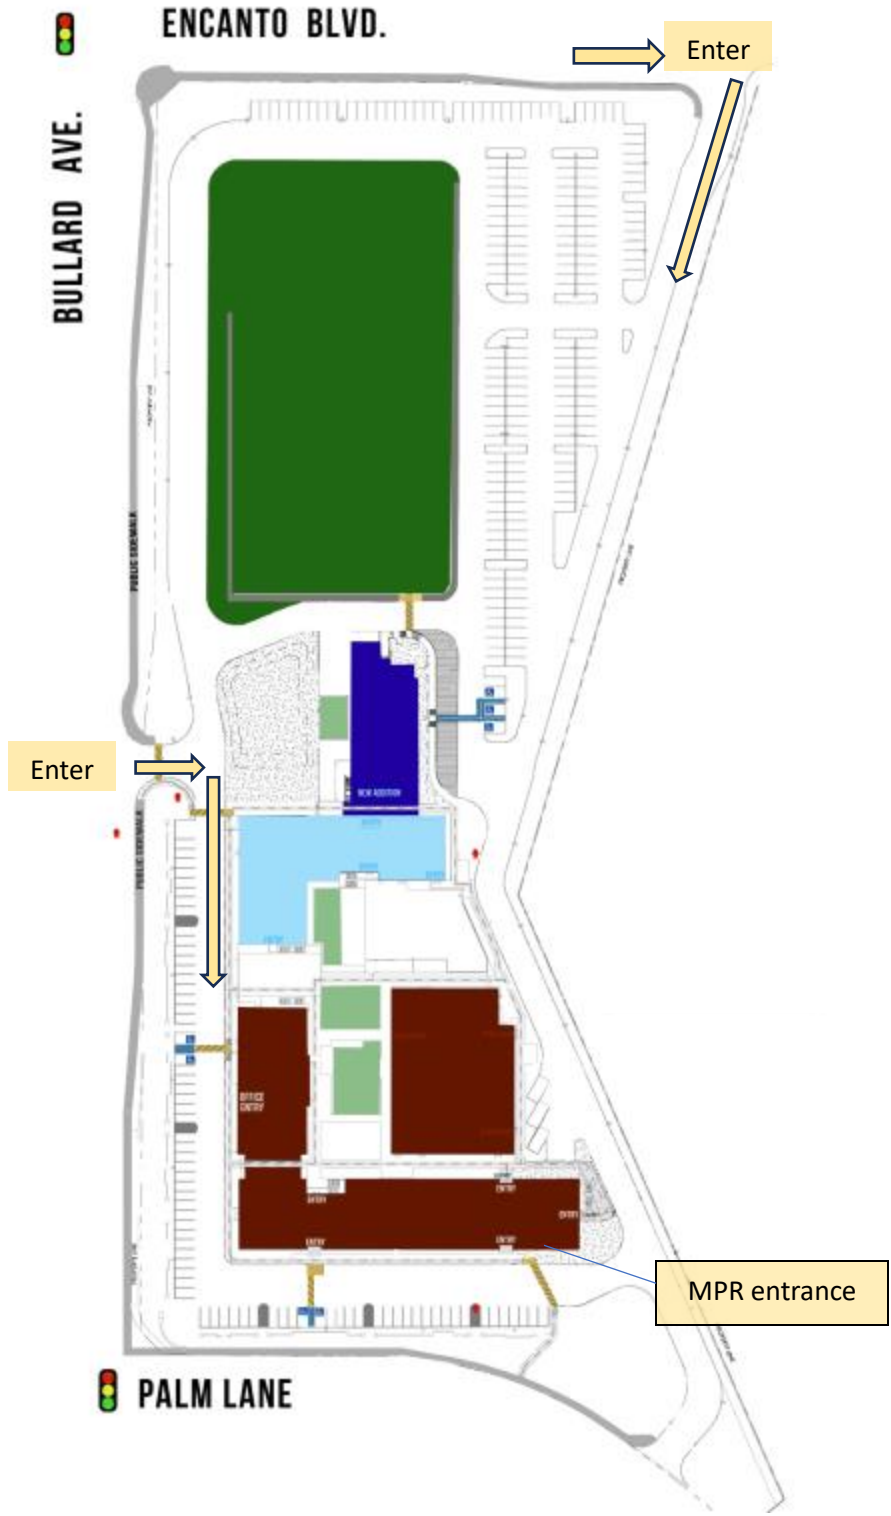 ENCANTO BLVD.
Enter
BULLARD AVE.
PUBLIC SIDEWALK
Enter
NEW ADDITION
PUBLIC SIDEWALK
ENTRY
OFFICE
ENTRY
ENTRY
ENTRY
ENTRY
ENTRY
ENTRY
MPR entrance
PALM LANE